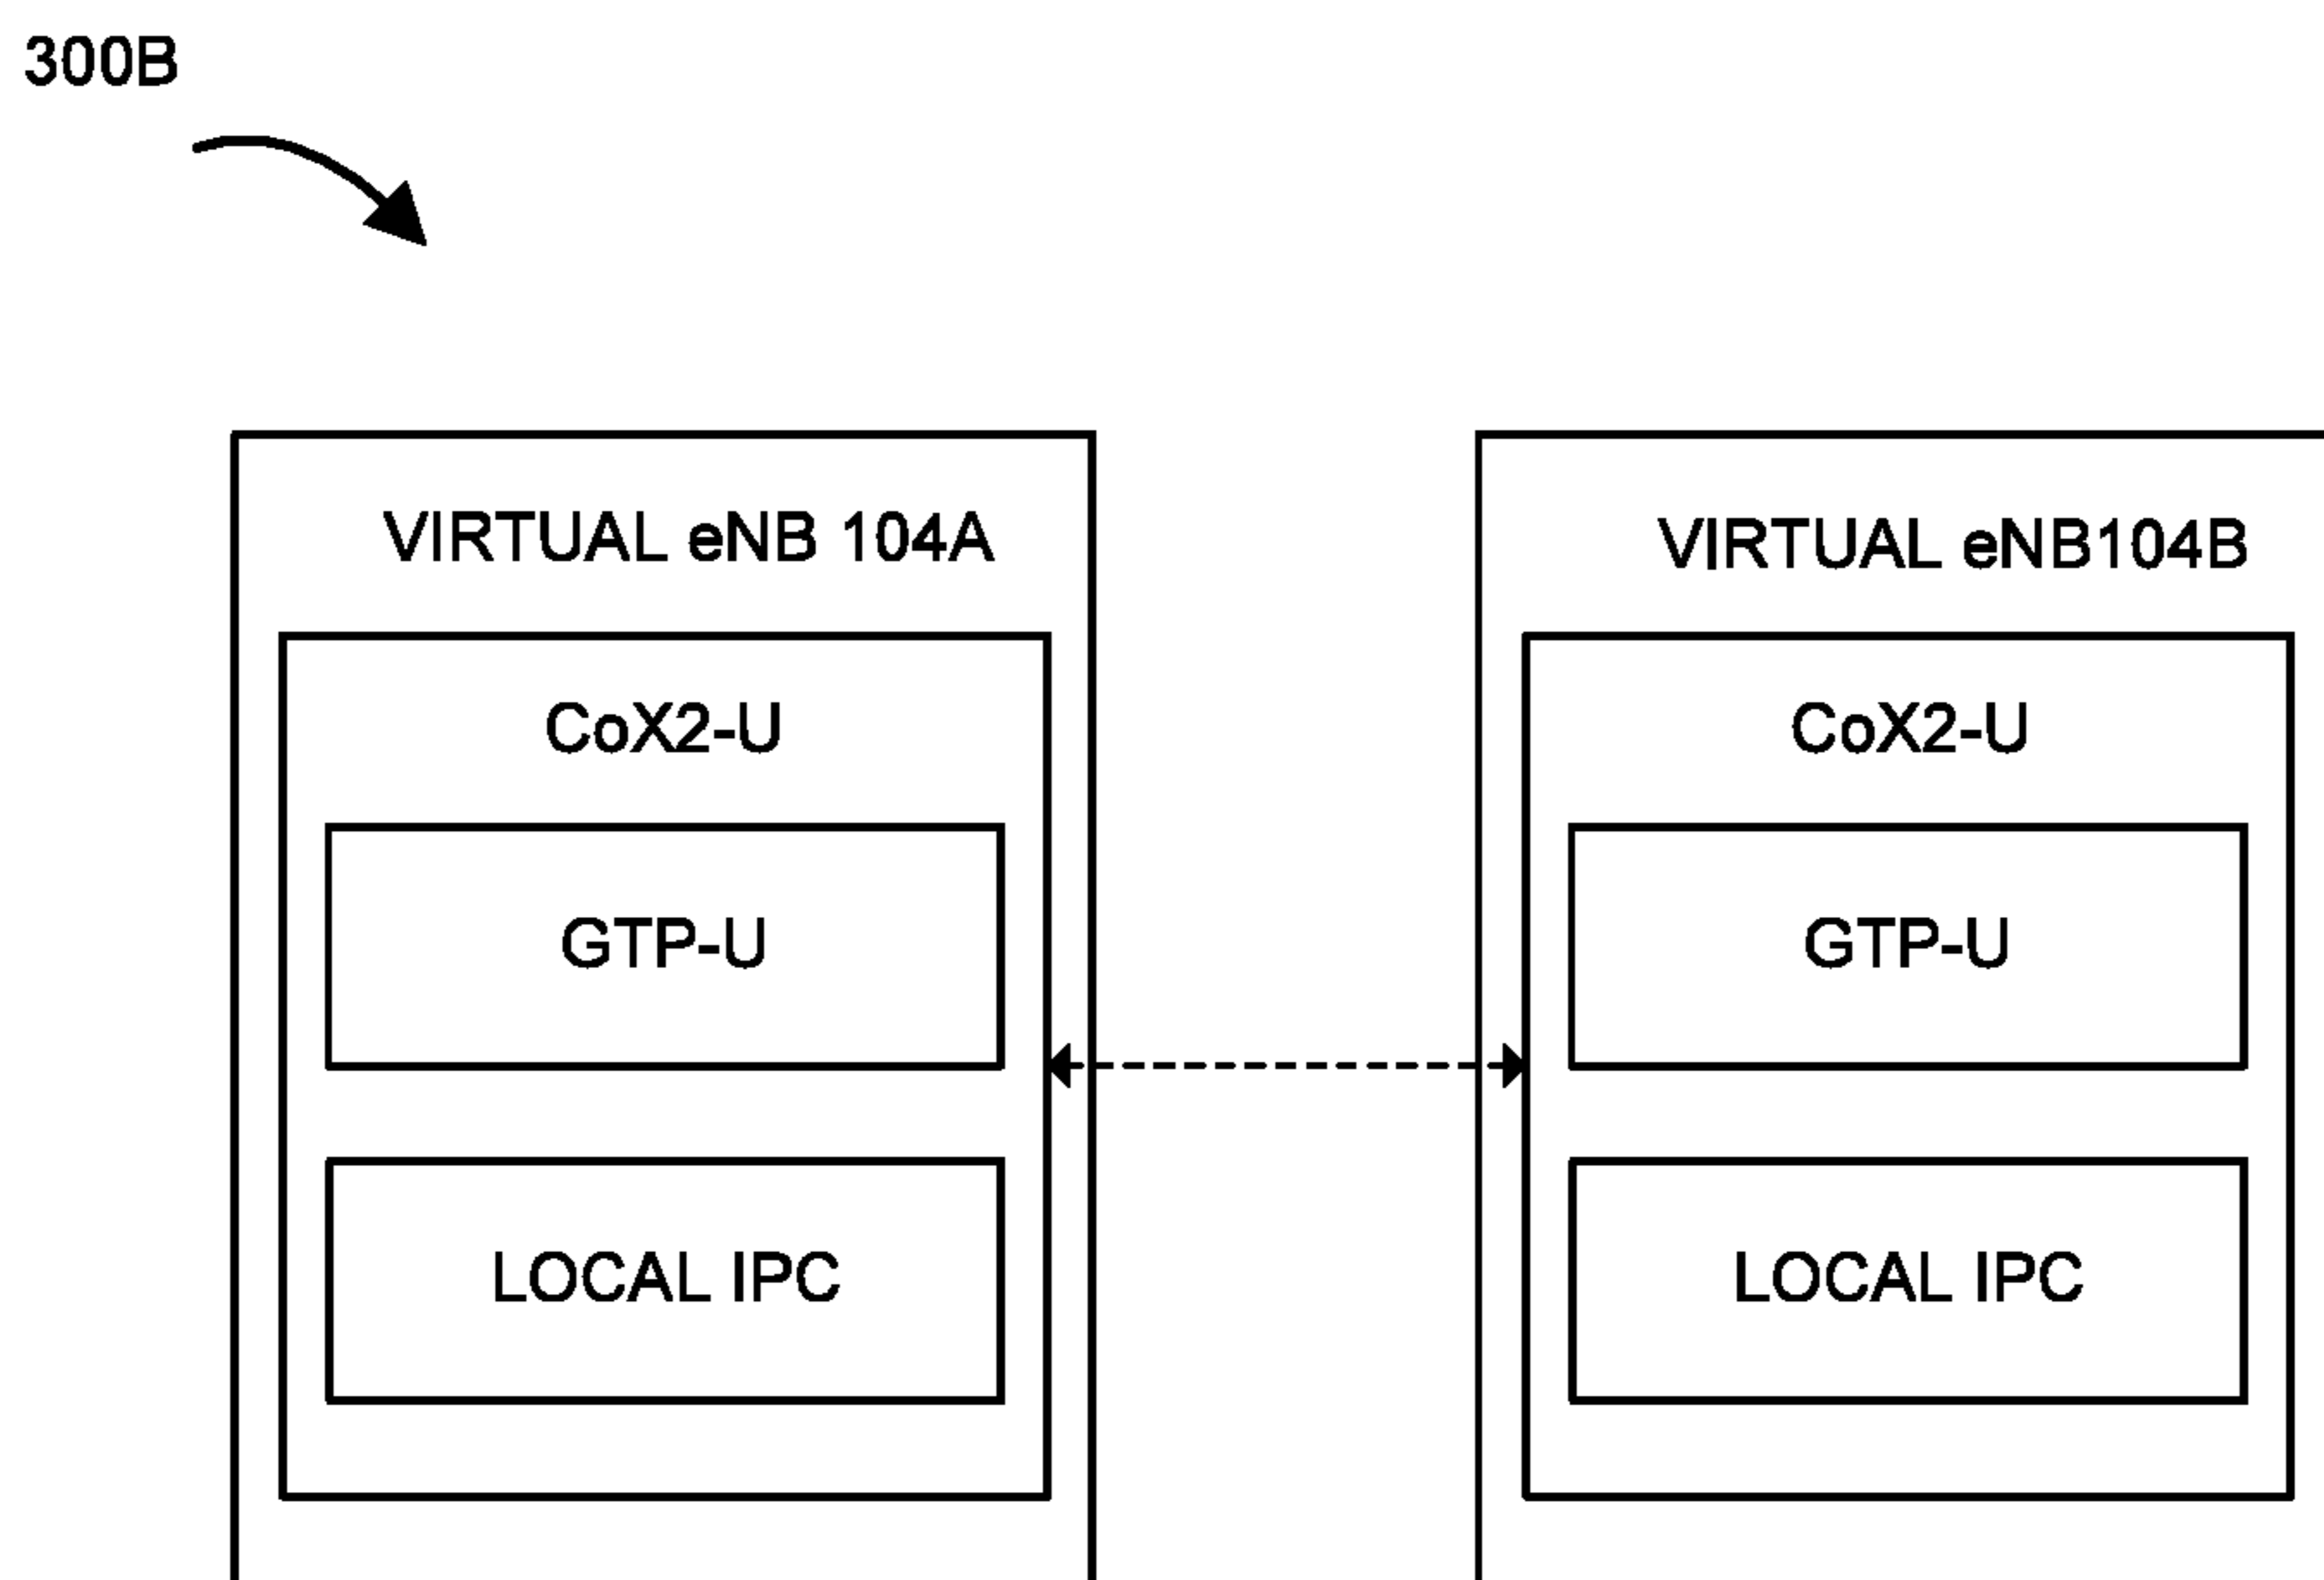 300B
VIRTUAL eNB 104A
VIRTUAL eNB104B
CoX2-U
CoX2-U
GTP-U
GTP-U
LOCAL IPC
LOCAL IPC